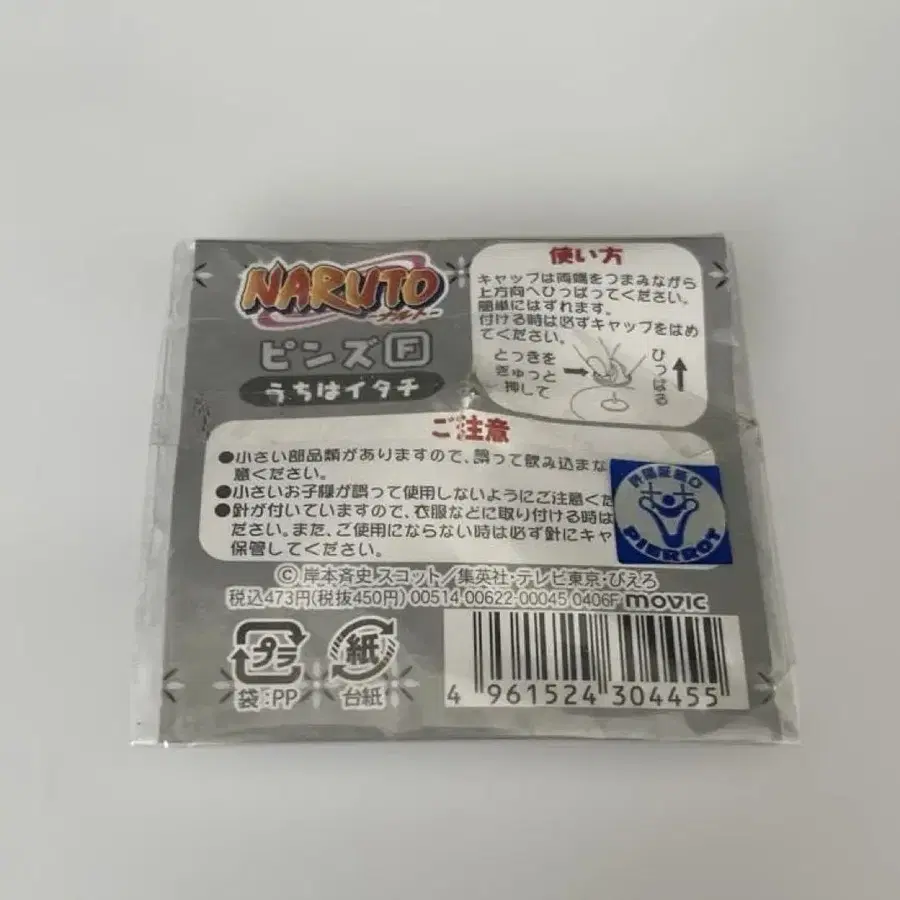 NARUTO
-ナルト-
ピンズ F
うちはイタチ
使い方
キャップは両端をつまみながら
上方向へひっぱってください。
簡単にはずれます。
付ける時は必ずキャップをはめ
てください。
とっきを
ぎゅっと
押して
ひっぱる
ご注意
●小さい部品類がありますので、誤って飲み込まな
意ください。
●小さいお子様が誤って使用しないようにご注意くだ
●針が付いていますので、衣服などに取り付ける時は
ださい。また、ご使用にならない時は必ず針にキャ
保管してください。
許諾証紙
PIERROT
© 岸本斉史 スコット/集英社・テレビ東京・ぴえろ
税込473円(税抜450円) 00514 00622 00045 0406F movic
プラ
袋:PP
紙
台紙
4 961524 304455